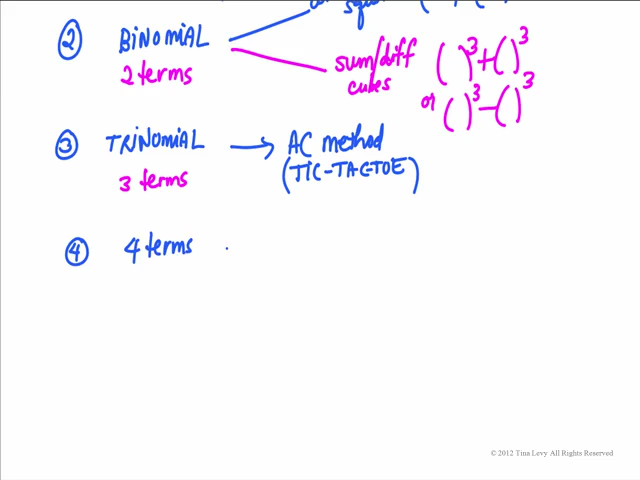 ② BINOMIAL
2 terms
sum/diff
cubes
( )³+( )³
or ( )³-( )³
③ TRINOMIAL → AC method
(TIC-TAC-TOE)
3 terms
④ 4 terms
© 2012 Tina Levy All Rights Reserved